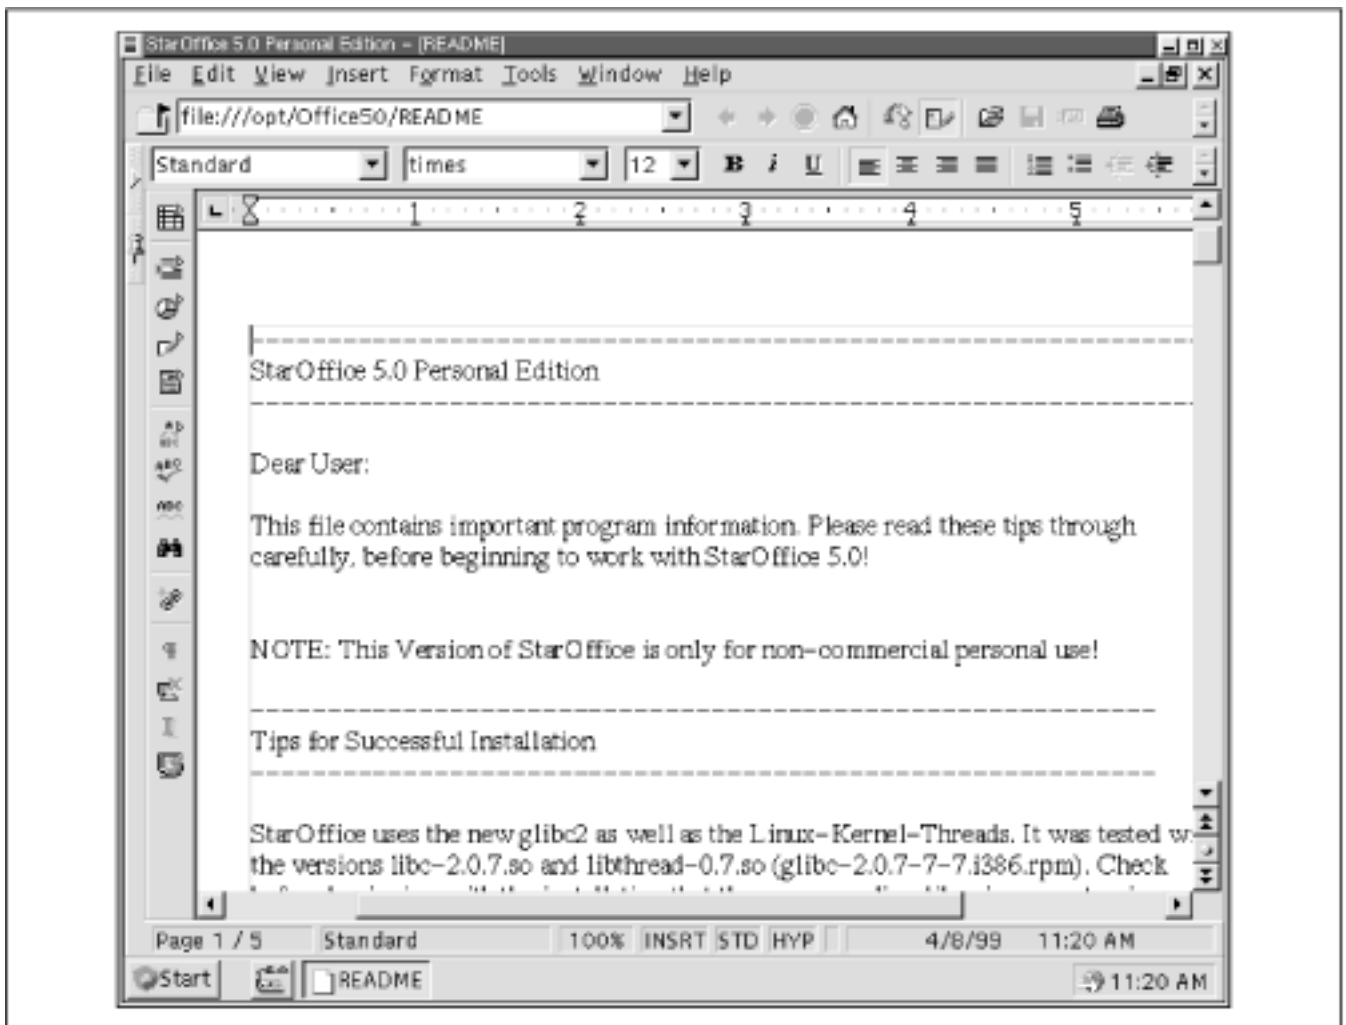 StarOffice 5.0 Personal Edition - [README]
File Edit View Insert Format Tools Window Help
file:///opt/Office50/README
Standard times 12 B i U
1 2 3 4 5
StarOffice 5.0 Personal Edition
Dear User:
This file contains important program information. Please read these tips through
carefully, before beginning to work with StarOffice 5.0!
NOTE: This Version of StarOffice is only for non-commercial personal use!
Tips for Successful Installation
StarOffice uses the new glibc2 as well as the Linux-Kernel-Threads. It was tested w
the versions libc-2.0.7.so and libthread-0.7.so (glibc-2.0.7-7-7.i386.rpm). Check
Page 1 / 5 Standard 100% INSRT STD HYP 4/8/99 11:20 AM
Start README 11:20 AM